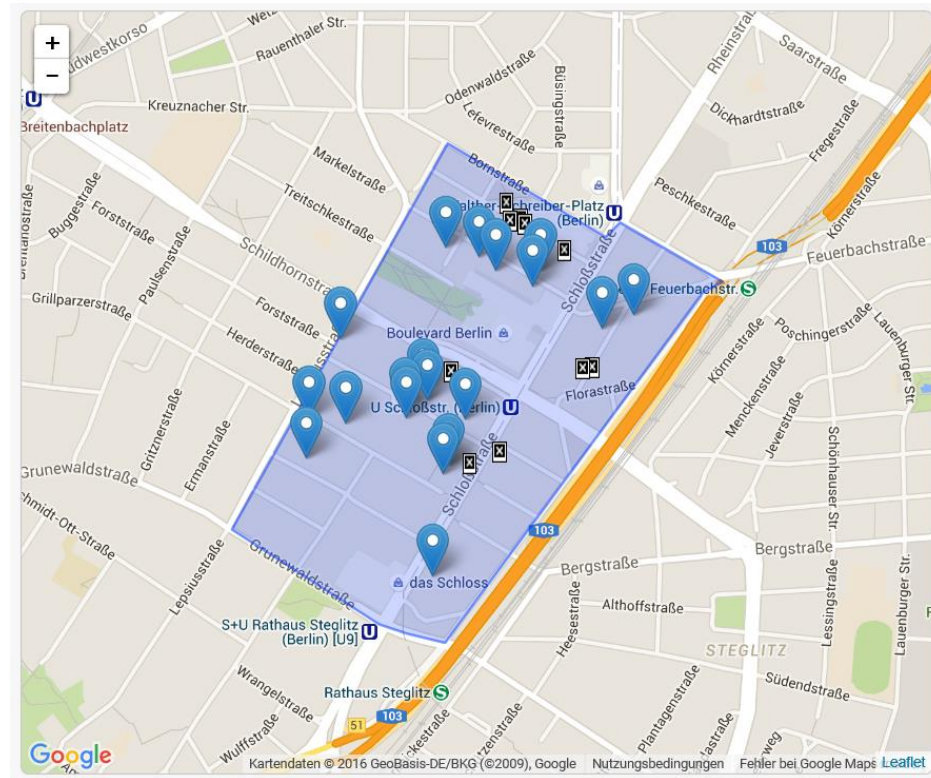 +
−
Südwestkorso
Rauenthaler Str.
Rheinstraße
Saarstraße
Odenwaldstraße
Büsingstraße
Kreuznacher Str.
Lefevrestraße
Dickhardtstraße
Fregestraße
Breitenbachplatz
U
Markelstraße
Bornstraße
Peschkestraße
Körnerstraße
Treitschkestraße
(Berlin)
U
Buggestraße
Forststraße
Paulsenstraße
Schildhornstraße
Schloßstraße
103
Feuerbachstraße
Feuerbachstr.
S
Grillparzerstraße
Forststraße
Boulevard Berlin
Poschingerstraße
Herderstraße
Körnerstraße
Lauenburger Str.
Florastraße
U Schloßstr. (Berlin)
U
Menckenstraße
Gritznerstraße
Ermanstraße
Jeverstraße
Schönhauser Str.
Grunewaldstraße
Schloßstraße
103
Schmidt-Ott-Straße
Grunewaldstraße
Bergstraße
Bergstraße
das Schloss
Lepsiusstraße
Heesestraße
Althoffstraße
Lessingstraße
Lauenburger Str.
S+U Rathaus Steglitz
(Berlin) [U9]
U
STEGLITZ
Wrangelstraße
Rathaus Steglitz
S
Südendstraße
Wulffstraße
51
103
Plantagenstraße
Google
Kartendaten © 2016 GeoBasis-DE/BKG (©2009), Google
Nutzungsbedingungen
Fehler bei Google Maps
Leaflet